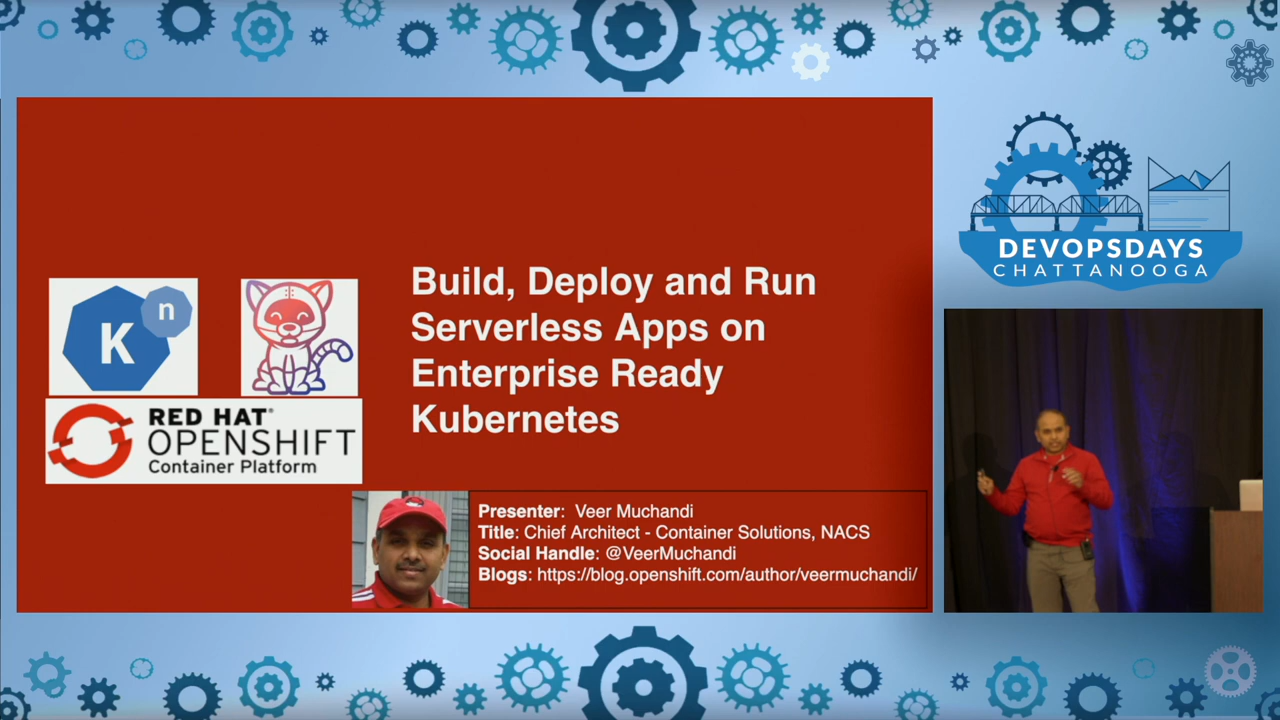 DEVOPSDAYS
CHATTANOOGA
K
n
RED HAT®
OPENSHIFT
Container Platform
Build, Deploy and Run
Serverless Apps on
Enterprise Ready
Kubernetes
Presenter: Veer Muchandi
Title: Chief Architect - Container Solutions, NACS
Social Handle: @VeerMuchandi
Blogs: https://blog.openshift.com/author/veermuchandi/